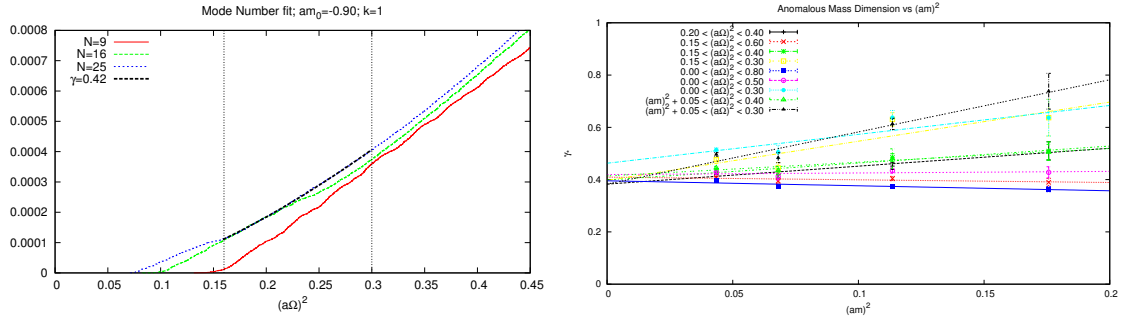 Mode Number fit; am₀=-0.90; k=1
0.0008
0.0007
0.0006
0.0005
0.0004
0.0003
0.0002
0.0001
0
N=9
N=16
N=25
γ=0.42
0 0.05 0.1 0.15 0.2 0.25 0.3 0.35 0.4 0.45
(aΩ)²
Anomalous Mass Dimension vs (am)²
1
0.8
0.6
0.4
0.2
0
γ*
0.20 < (aΩ)² < 0.40
0.15 < (aΩ)² < 0.60
0.15 < (aΩ)² < 0.40
0.15 < (aΩ)² < 0.30
0.00 < (aΩ)² < 0.80
0.00 < (aΩ)² < 0.50
0.00 < (aΩ)² < 0.30
(am)² + 0.05 < (aΩ)² < 0.40
(am)² + 0.05 < (aΩ)² < 0.30
0 0.05 0.1 0.15 0.2
(am)²